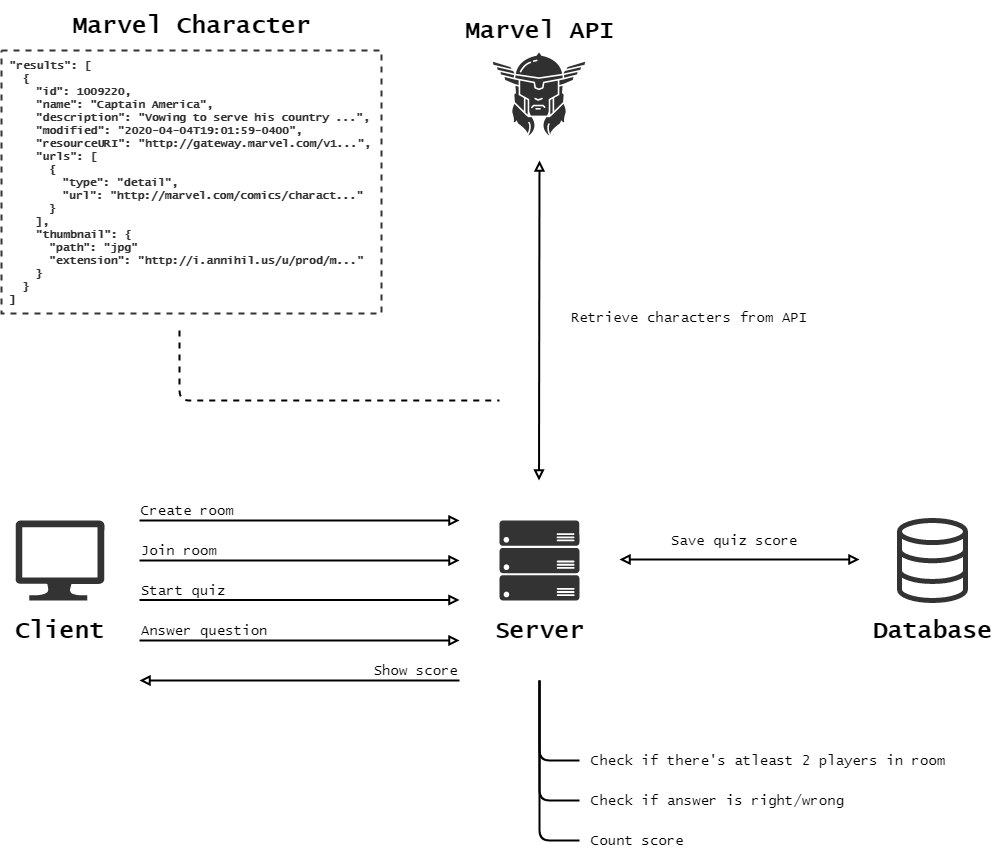 Marvel Character
"results": [
{
"id": 1009220,
"name": "Captain America",
"description": "Vowing to serve his country ...",
"modified": "2020-04-04T19:01:59-0400",
"resourceURI": "http://gateway.marvel.com/v1...",
"urls": [
{
"type": "detail",
"url": "http://marvel.com/comics/charact..."
}
],
"thumbnail": {
"path": "jpg"
"extension": "http://i.annihil.us/u/prod/m..."
}
}
]
Marvel API
Retrieve characters from API
Create room
Join room
Start quiz
Answer question
Show score
Client
Server
Save quiz score
Database
Check if there's atleast 2 players in room
Check if answer is right/wrong
Count score